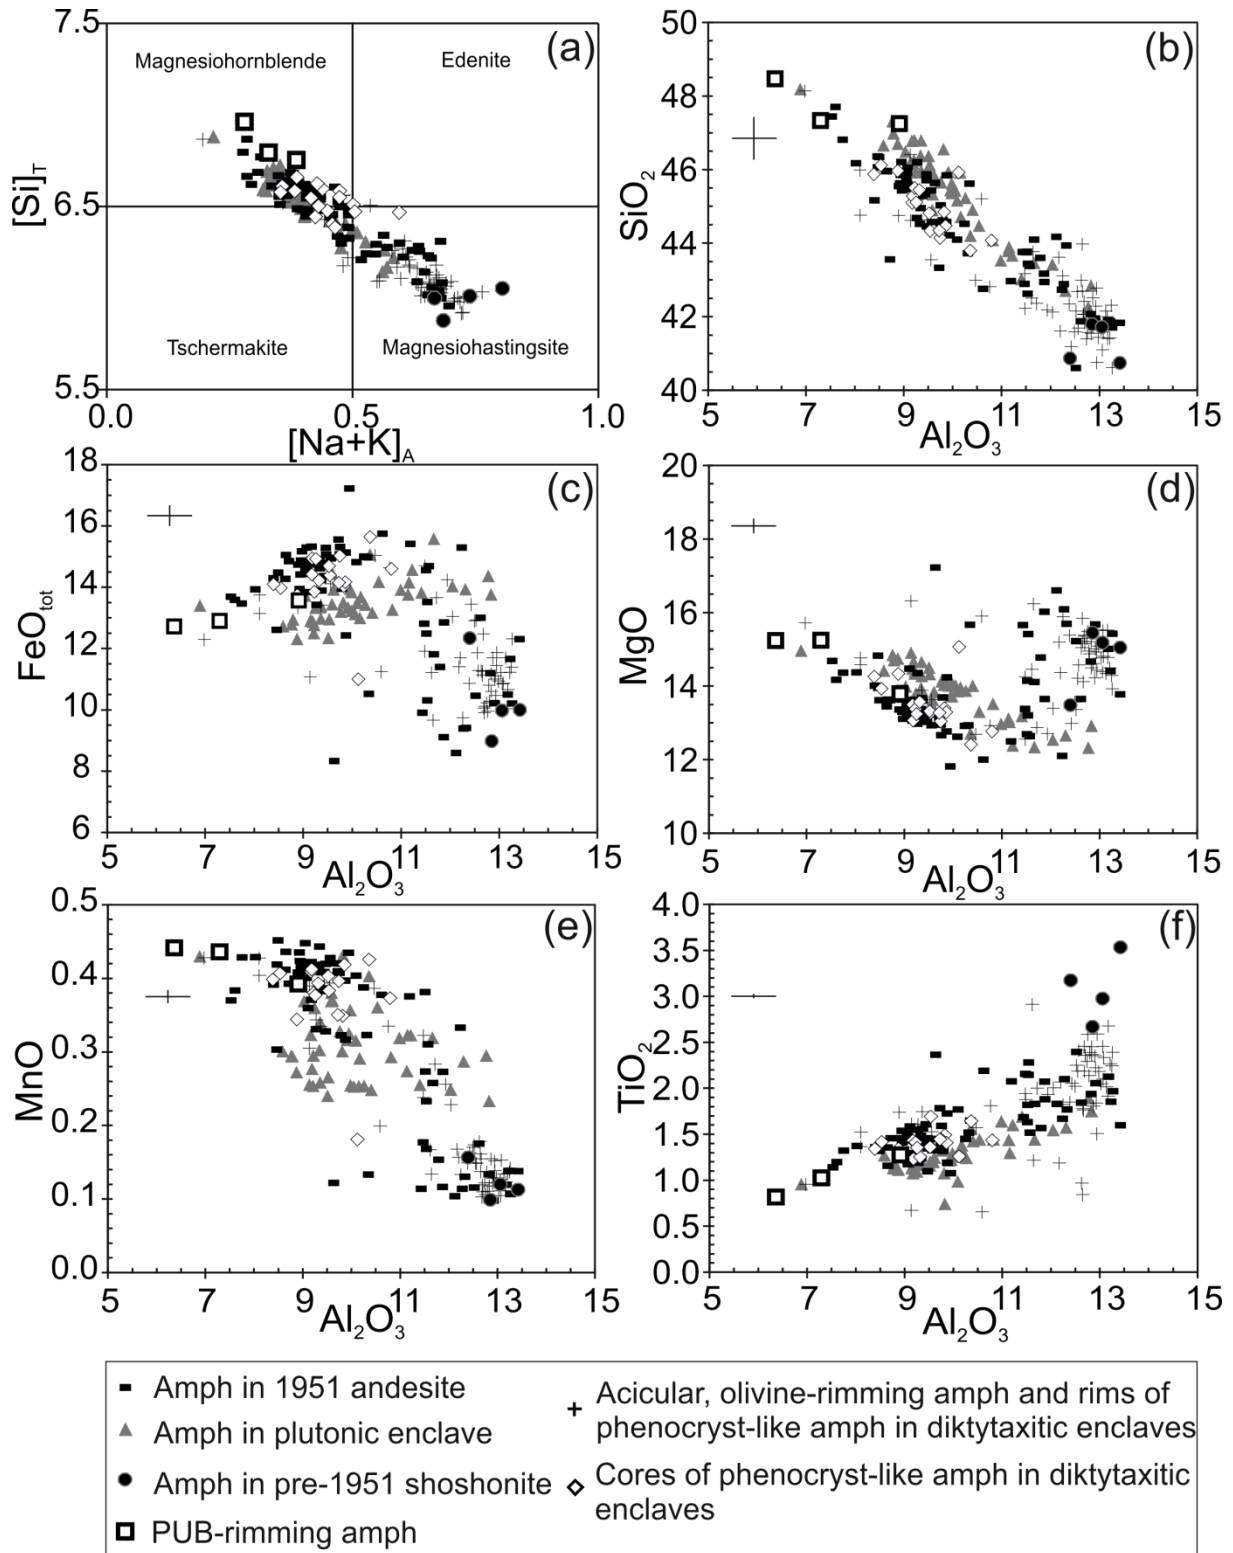 (a)
7.5
6.5
5.5
[Si]T
Magnesiohornblende
Edenite
Tschermakite
Magnesiohastingsite
0.0
0.5
1.0
[Na+K]A
(b)
50
48
46
44
42
40
SiO2
5
7
9
11
13
15
Al2O3
(c)
18
16
14
12
10
8
6
FeOtot
5
7
9
11
13
15
Al2O3
(d)
20
18
16
14
12
10
MgO
5
7
9
11
13
15
Al2O3
(e)
0.5
0.4
0.3
0.2
0.1
0.0
MnO
5
7
9
11
13
15
Al2O3
(f)
4.0
3.5
3.0
2.5
2.0
1.5
1.0
0.5
0.0
TiO2
5
7
9
11
13
15
Al2O3
Amph in 1951 andesite
Amph in plutonic enclave
Amph in pre-1951 shoshonite
PUB-rimming amph
Acicular, olivine-rimming amph and rims of
phenocryst-like amph in diktytaxitic enclaves
Cores of phenocryst-like amph in diktytaxitic
enclaves